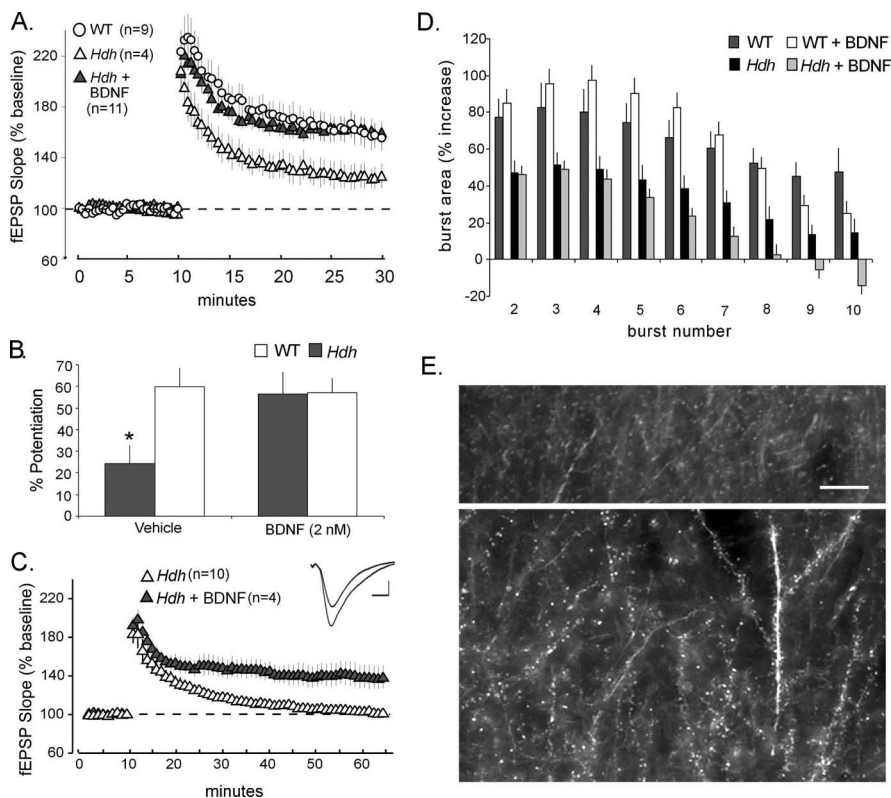 A.
WT (n=9)
Hdh (n=4)
Hdh +
BDNF
(n=11)
fEPSP Slope (% baseline)
220
180
140
100
60
0
5
10
15
20
25
30
minutes
B.
WT
Hdh
% Potentiation
70
60
50
40
30
20
10
0
*
Vehicle
BDNF (2 nM)
C.
Hdh (n=10)
Hdh + BDNF (n=4)
fEPSP Slope (% baseline)
220
180
140
100
60
0
10
20
30
40
50
60
minutes
D.
WT
WT + BDNF
Hdh
Hdh + BDNF
burst area (% increase)
120
100
80
60
40
20
0
-20
2
3
4
5
6
7
8
9
10
burst number
E.